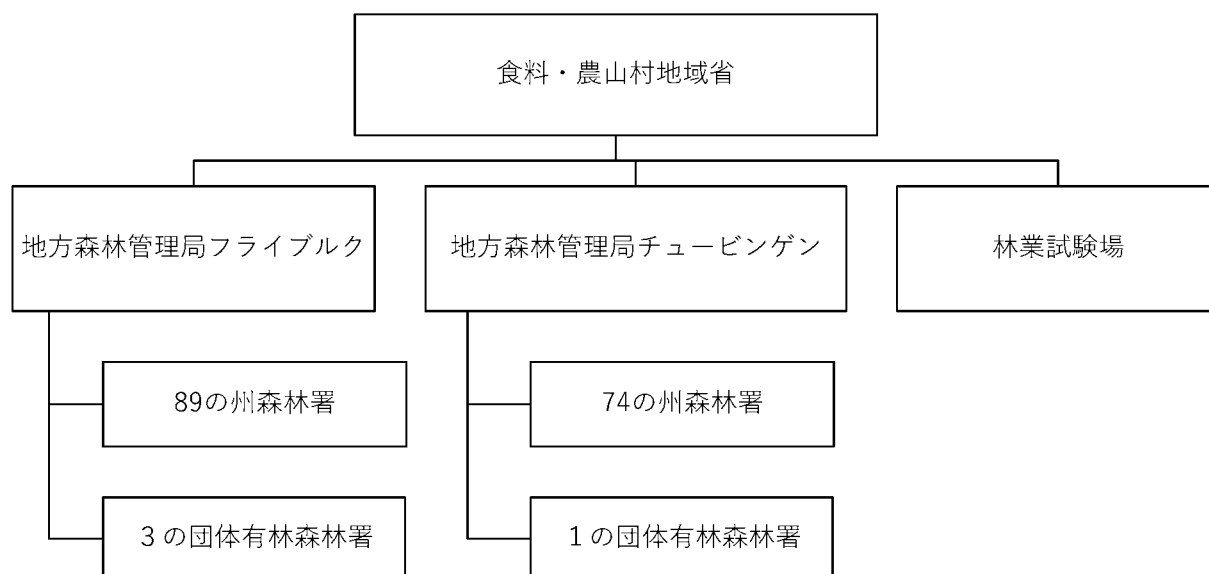 食料・農山村地域省
地方森林管理局フライブルク
地方森林管理局チュービンゲン
林業試験場
89の州森林署
74の州森林署
３の団体有林森林署
１の団体有林森林署